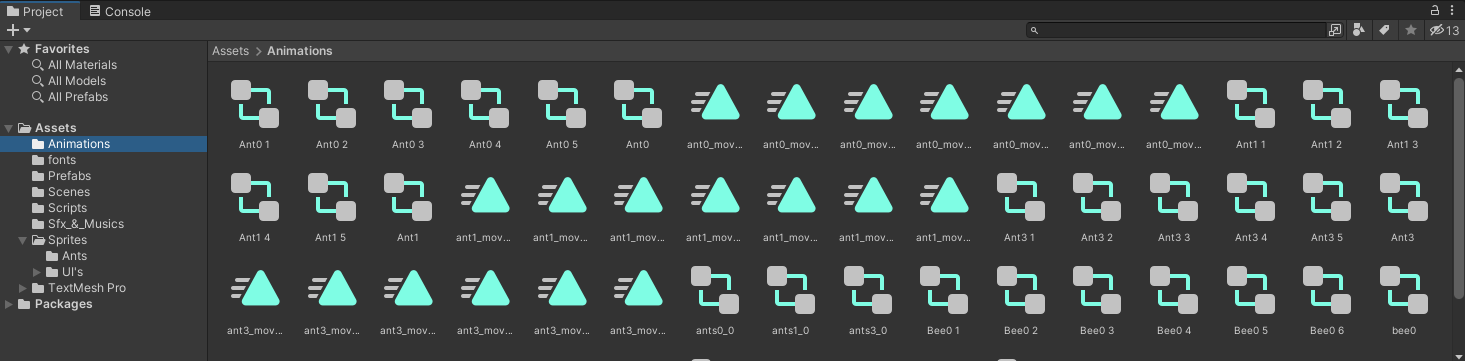 Project Console
13
Favorites
All Materials
All Models
All Prefabs
Assets
Animations
fonts
Prefabs
Scenes
Scripts
Sfx_&_Musics
Sprites
Ants
UI's
TextMesh Pro
Packages
Assets > Animations
Ant0 1 Ant0 2 Ant0 3 Ant0 4 Ant0 5 Ant0 ant0_mov... ant0_mov... ant0_mov... ant0_mov... ant0_mov... ant0_mov... ant0_mov... Ant1 1 Ant1 2 Ant1 3
Ant1 4 Ant1 5 Ant1 ant1_mov... ant1_mov... ant1_mov... ant1_mov... ant1_mov... ant1_mov... ant1_mov... Ant3 1 Ant3 2 Ant3 3 Ant3 4 Ant3 5 Ant3
ant3_mov... ant3_mov... ant3_mov... ant3_mov... ant3_mov... ant3_mov... ants0_0 ants1_0 ants3_0 Bee0 1 Bee0 2 Bee0 3 Bee0 4 Bee0 5 Bee0 6 bee0